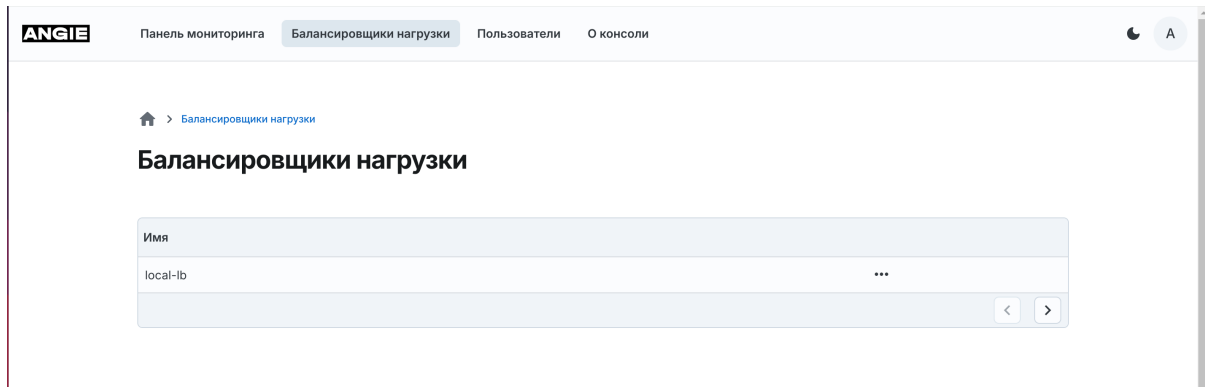 ANGIE Панель мониторинга Балансировщики нагрузки Пользователи О консоли A
Балансировщики нагрузки
Балансировщики нагрузки
Имя
local-lb